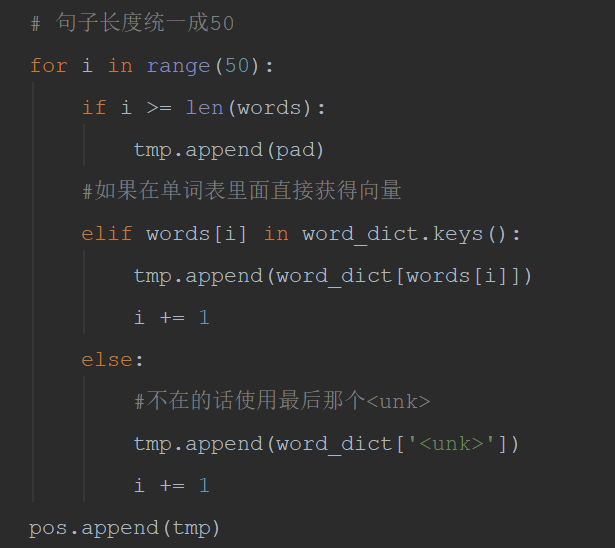 # 句子长度统一成50
for i in range(50):
    if i >= len(words):
        tmp.append(pad)
    #如果在单词表里面直接获得向量
    elif words[i] in word_dict.keys():
        tmp.append(word_dict[words[i]])
        i += 1
    else:
        #不在的话使用最后那个<unk>
        tmp.append(word_dict['<unk>'])
        i += 1
pos.append(tmp)